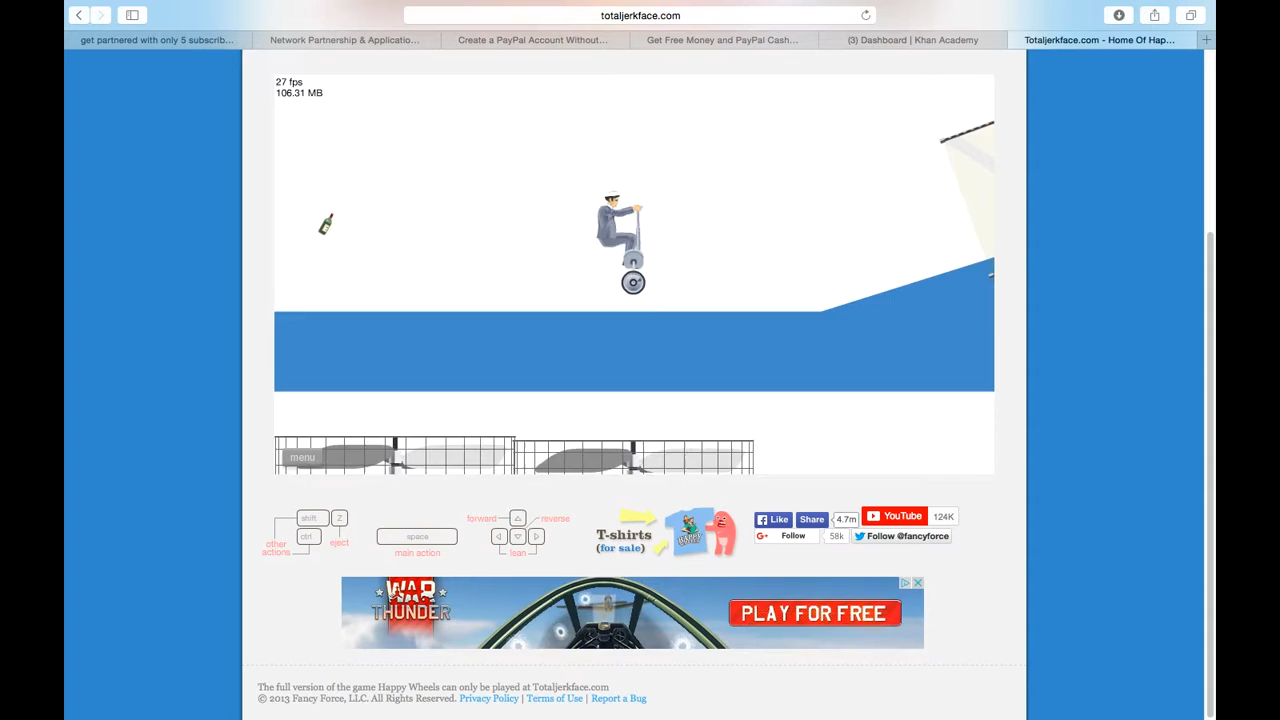 totaljerkface.com
get partnered with only 5 subscrib...
Network Partnership & Applicatio...
Create a PayPal Account Without...
Get Free Money and PayPal Cash...
(3) Dashboard | Khan Academy
Totaljerkface.com - Home Of Hap...
27 fps
106.31 MB
menu
shift
Z
ctrl
other
actions
eject
space
main action
forward
reverse
lean
T-shirts
(for sale)
Like
Share
4.7m
YouTube
124K
G+ Follow
58k
Follow @fancyforce
WAR
THUNDER
PLAY FOR FREE
The full version of the game Happy Wheels can only be played at Totaljerkface.com
© 2013 Fancy Force, LLC. All Rights Reserved. Privacy Policy | Terms of Use | Report a Bug